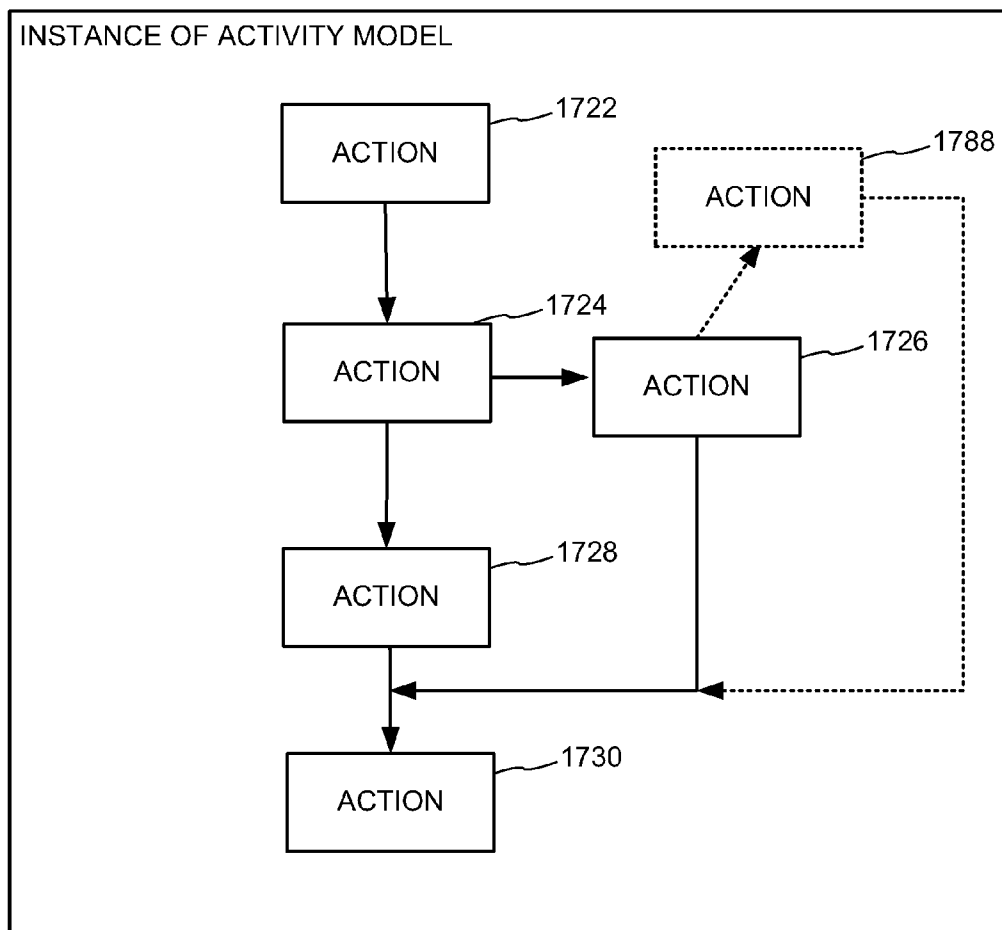 INSTANCE OF ACTIVITY MODEL
1722
ACTION
1788
ACTION
1724
ACTION
1726
ACTION
1728
ACTION
1730
ACTION